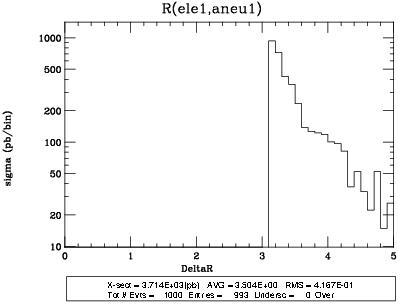 R(ele1,aneu1)
1000
500
200
100
50
20
10
sigma (pb/bin)
0 1 2 3 4 5
DeltaR
X-sect = 3.714E+03(pb) AVG = 3.504E+00 RMS = 4.167E-01
Tot # Evts = 1000 Entries = 993 Undersc = 0 Over